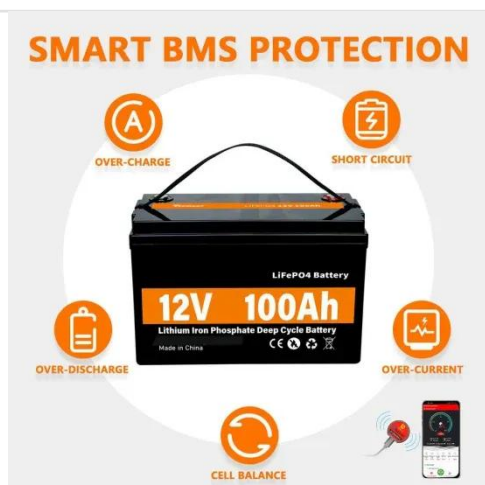 SMART BMS PROTECTION
OVER-CHARGE
SHORT CIRCUIT
LiFePO4 Battery
12V 100Ah
Lithium Iron Phosphate Deep Cycle Battery
Made in China
CE
OVER-DISCHARGE
OVER-CURRENT
CELL BALANCE